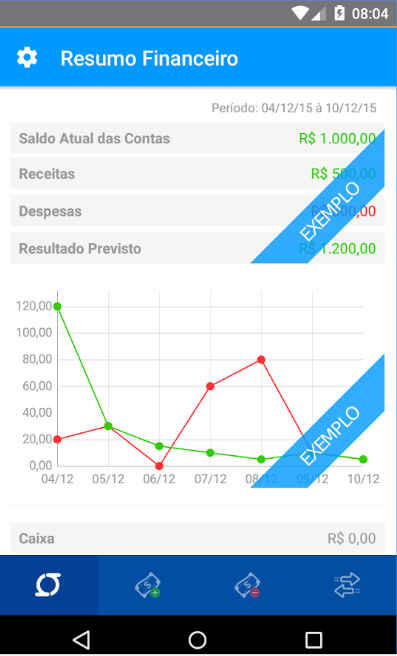 08:04
Resumo Financeiro
Período: 04/12/15 à 10/12/15
Saldo Atual das Contas R$ 1.000,00
Receitas R$ 500,00
Despesas R$ 00,00
Resultado Previsto R$ 1.200,00
EXEMPLO
120,00
100,00
80,00
60,00
40,00
20,00
0,00
04/12 05/12 06/12 07/12 08/12 09/12 10/12
EXEMPLO
Caixa R$ 0,00